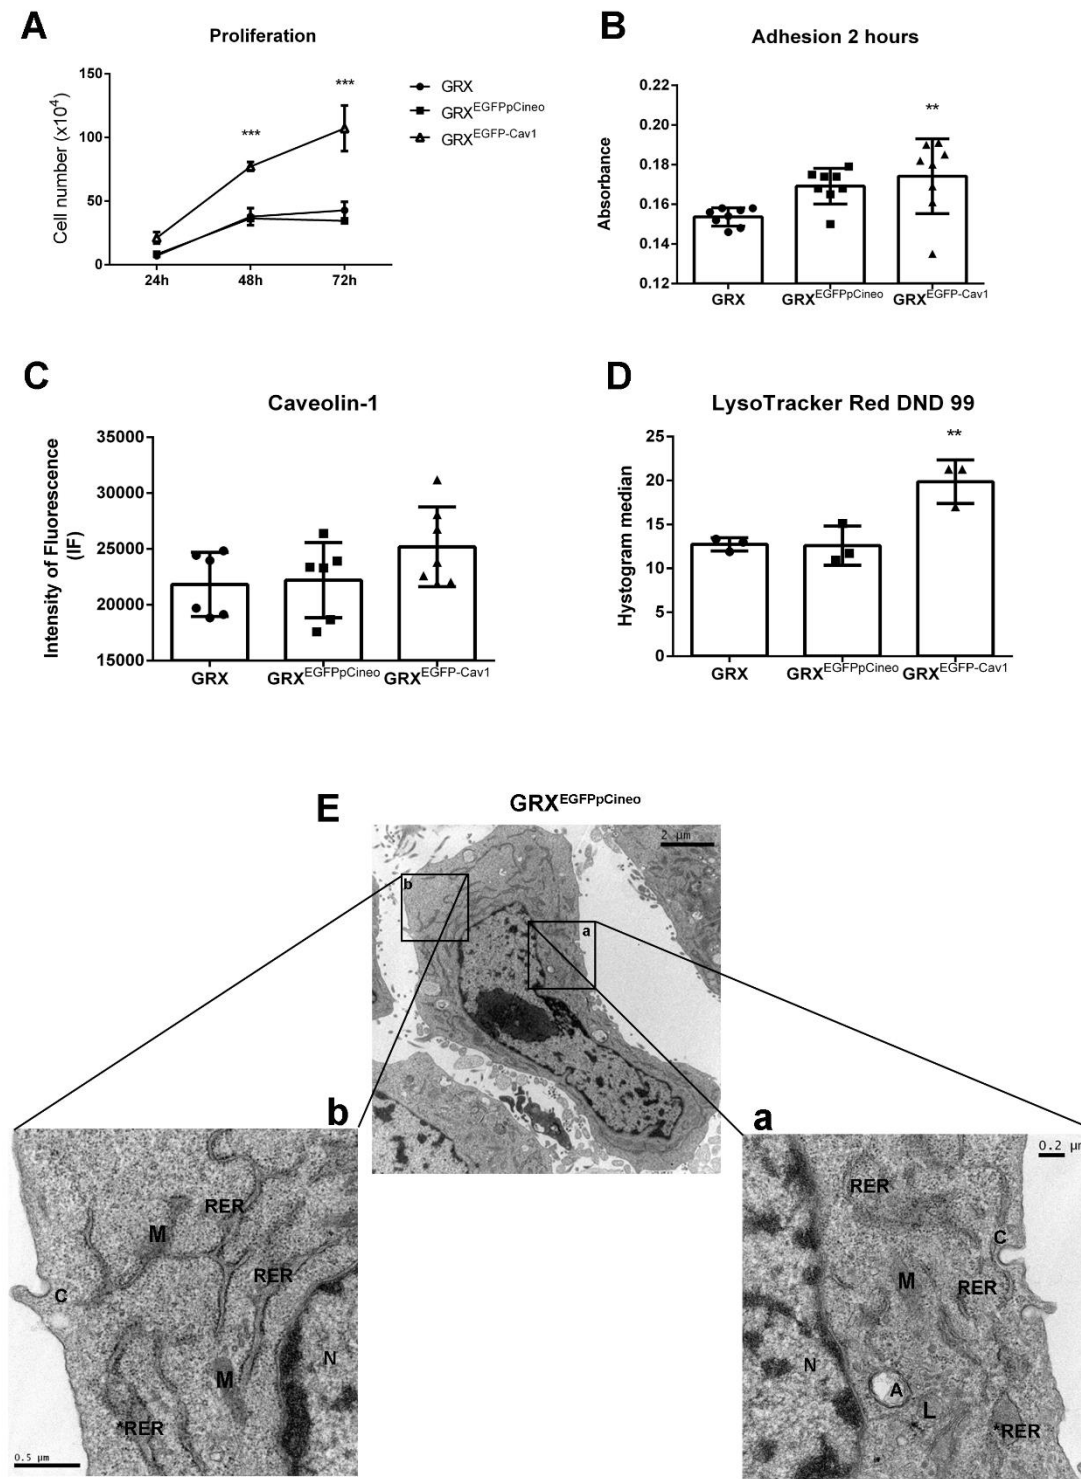 A
Proliferation
Cell number (x10⁴)
150
100
50
0
24h
48h
72h
***
***
GRX
GRX^EGFPpCineo
GRX^EGFP-Cav1
B
Adhesion 2 hours
Absorbance
0.22
0.20
0.18
0.16
0.14
0.12
**
GRX
GRX^EGFPpCineo
GRX^EGFP-Cav1
C
Caveolin-1
Intensity of Fluorescence
(IF)
35000
30000
25000
20000
15000
GRX
GRX^EGFPpCineo
GRX^EGFP-Cav1
D
LysoTracker Red DND 99
Hystogram median
25
20
15
10
5
0
**
GRX
GRX^EGFPpCineo
GRX^EGFP-Cav1
E
GRX^EGFPpCineo
2 μm
b
a
b
RER
M
RER
C
N
M
*RER
0.5 μm
a
0.2 μm
RER
C
M
RER
N
A
L
*
*RER